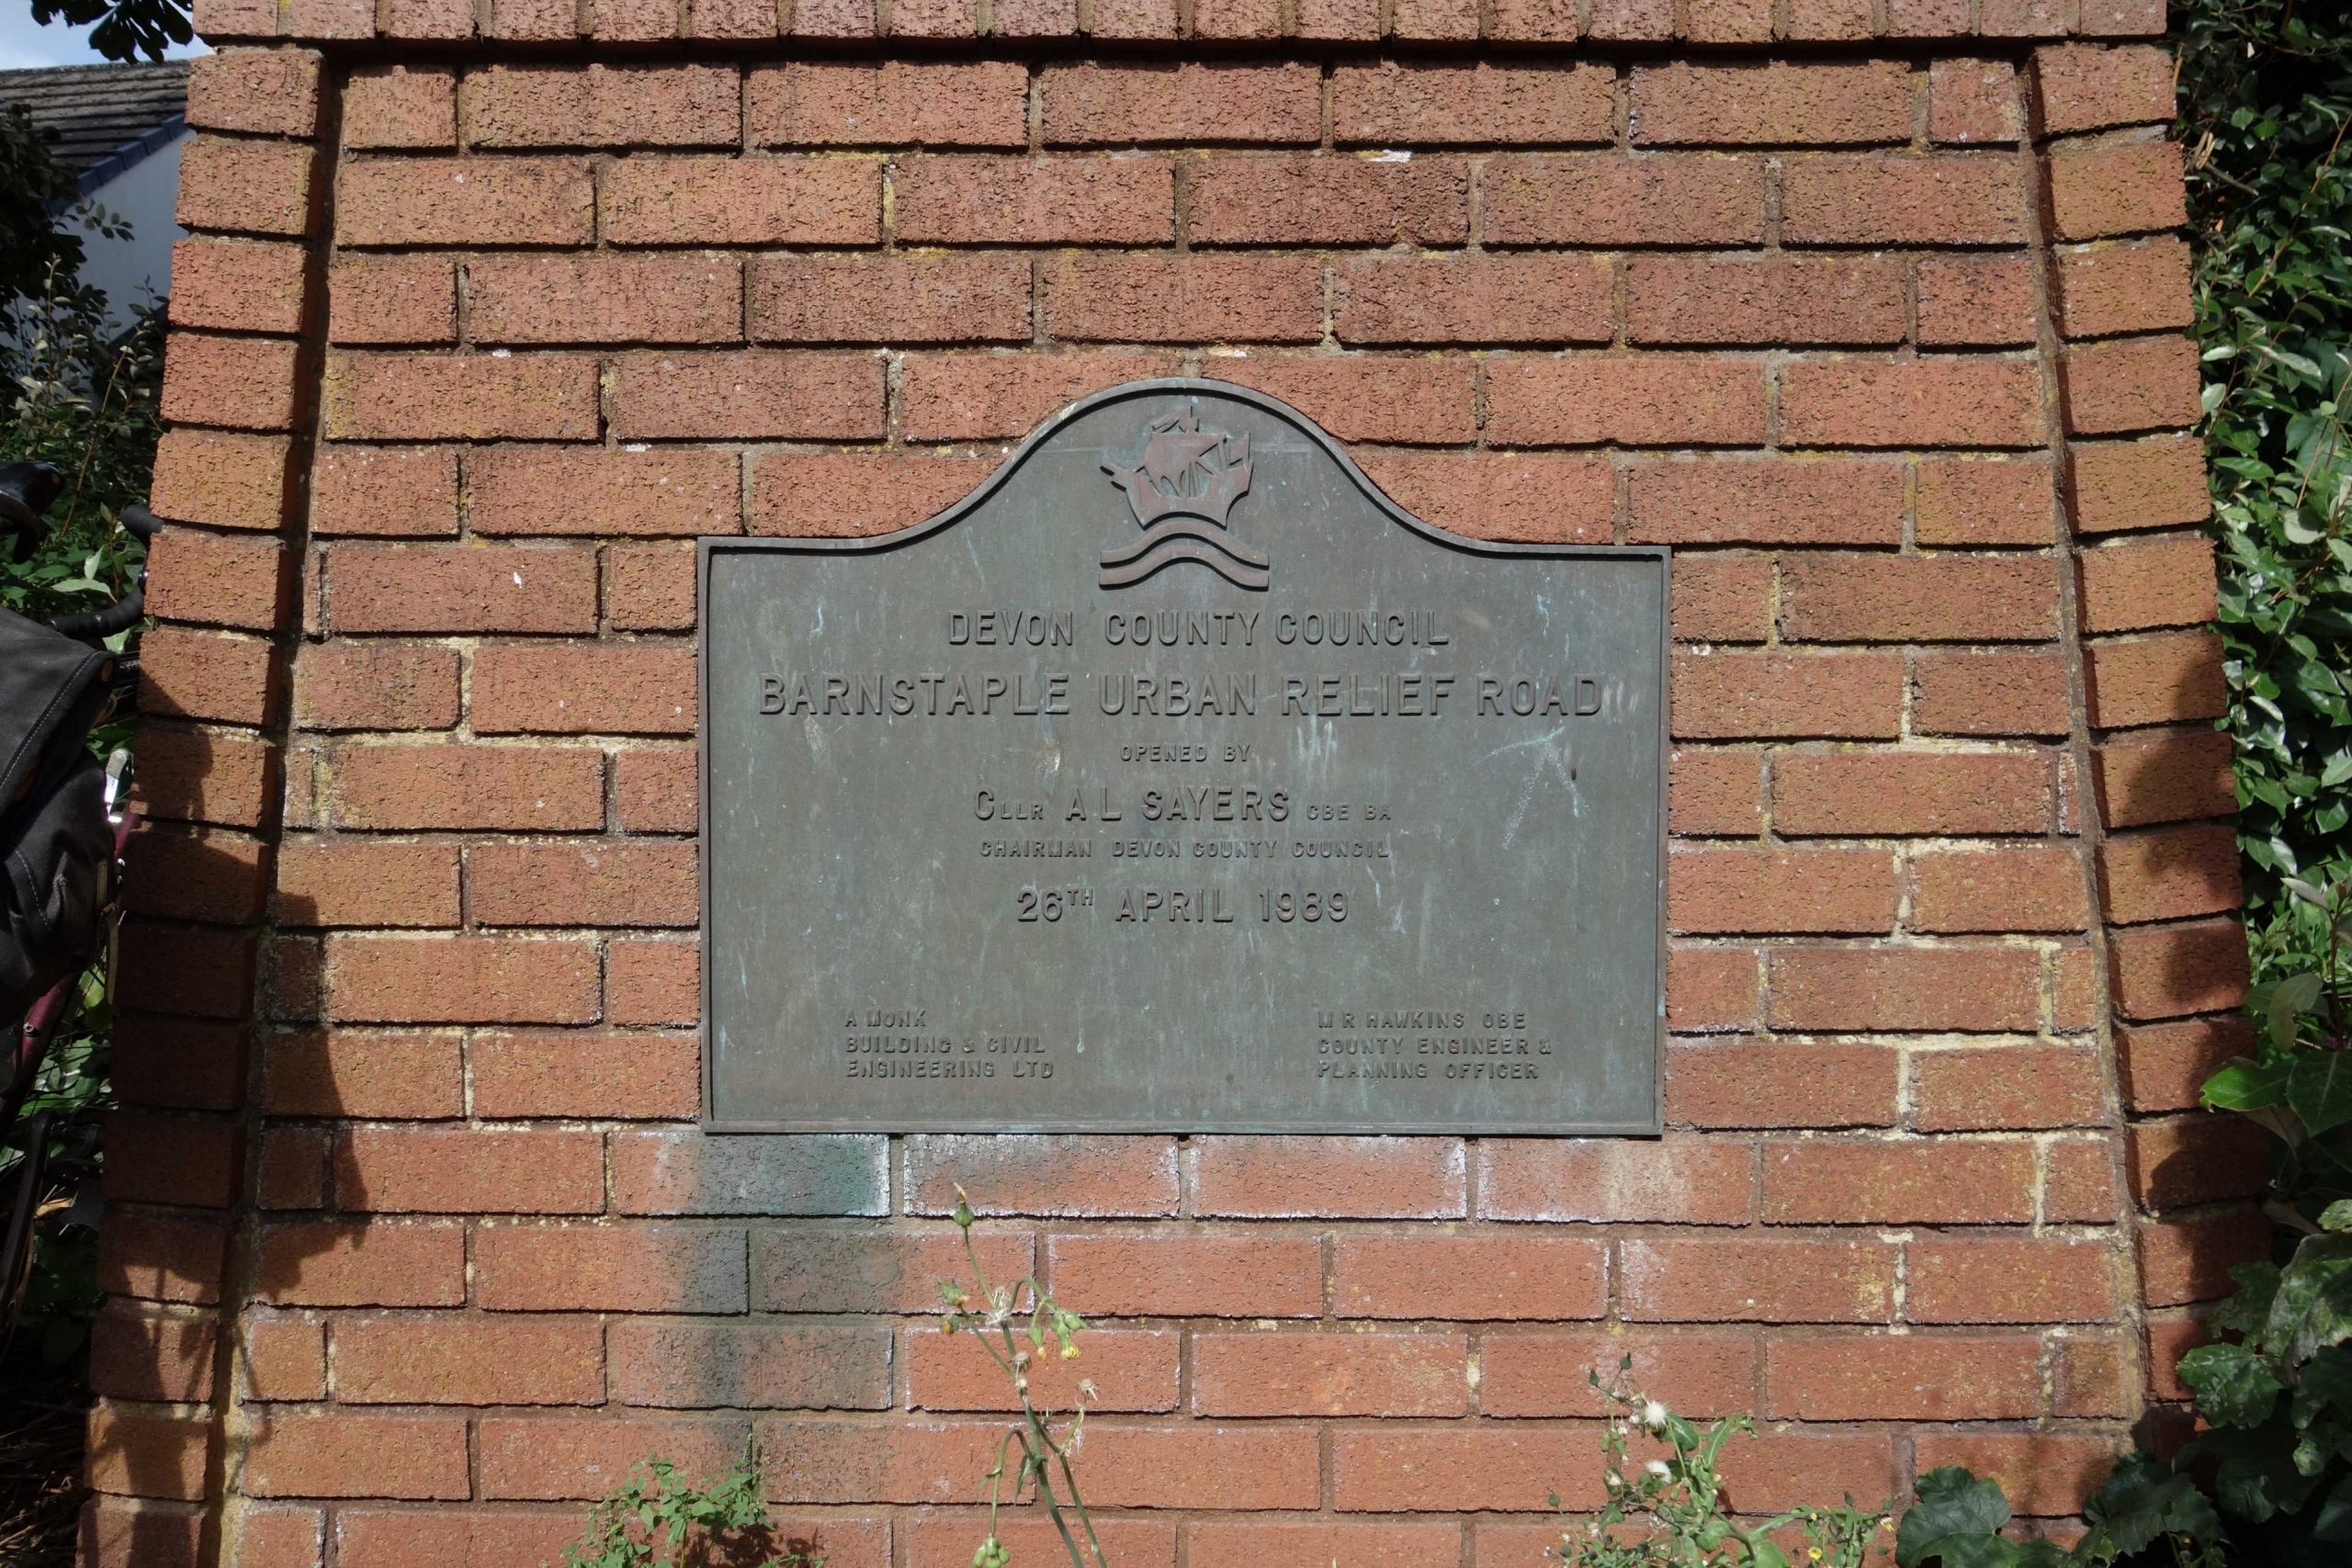 DEVON COUNTY COUNCIL
BARNSTAPLE URBAN RELIEF ROAD
OPENED BY
CLLR A L SAYERS CBE BA
CHAIRMAN DEVON COUNTY COUNCIL
26TH APRIL 1989
A MONK
BUILDING & CIVIL
ENGINEERING LTD
M R HAWKINS OBE
COUNTY ENGINEER &
PLANNING OFFICER